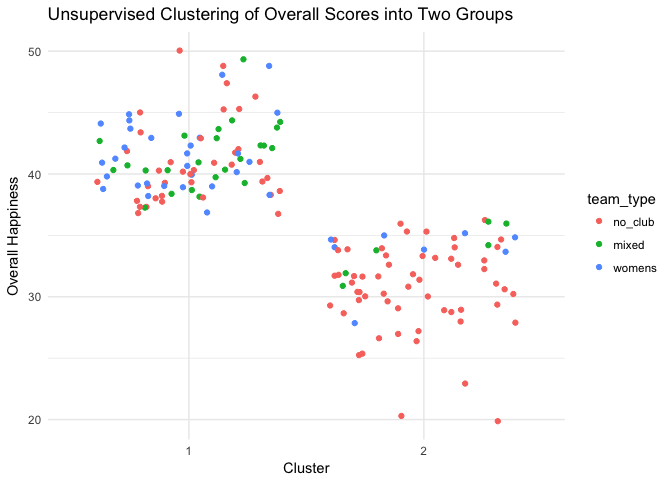 Unsupervised Clustering of Overall Scores into Two Groups
50
40
30
20
Overall Happiness
1
2
Cluster
team_type
no_club
mixed
womens